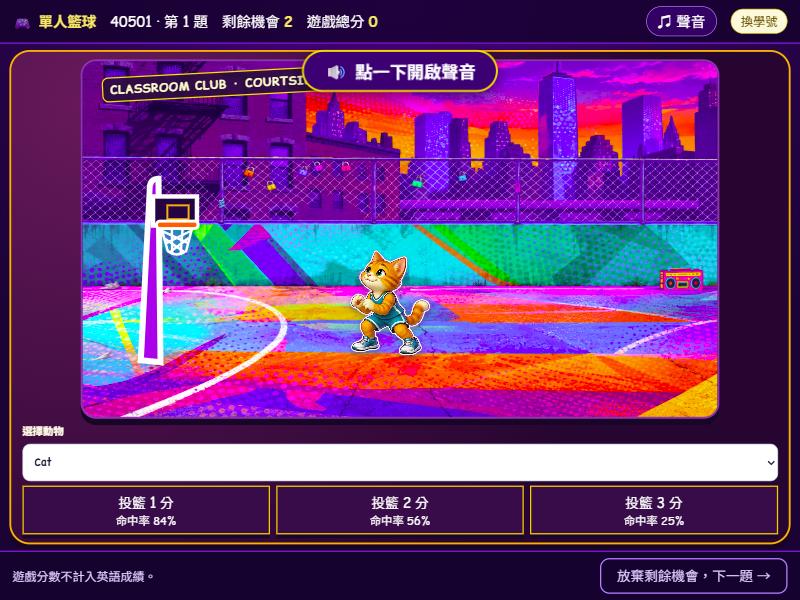 單人籃球 40501 · 第 1 題 剩餘機會 2 遊戲總分 0 聲音 換學號
點一下開啟聲音
CLASSROOM CLUB · COURTSI
選擇動物
Cat
投籃 1 分 投籃 2 分 投籃 3 分
命中率 84% 命中率 56% 命中率 25%
遊戲分數不計入英語成績。 放棄剩餘機會，下一題 →